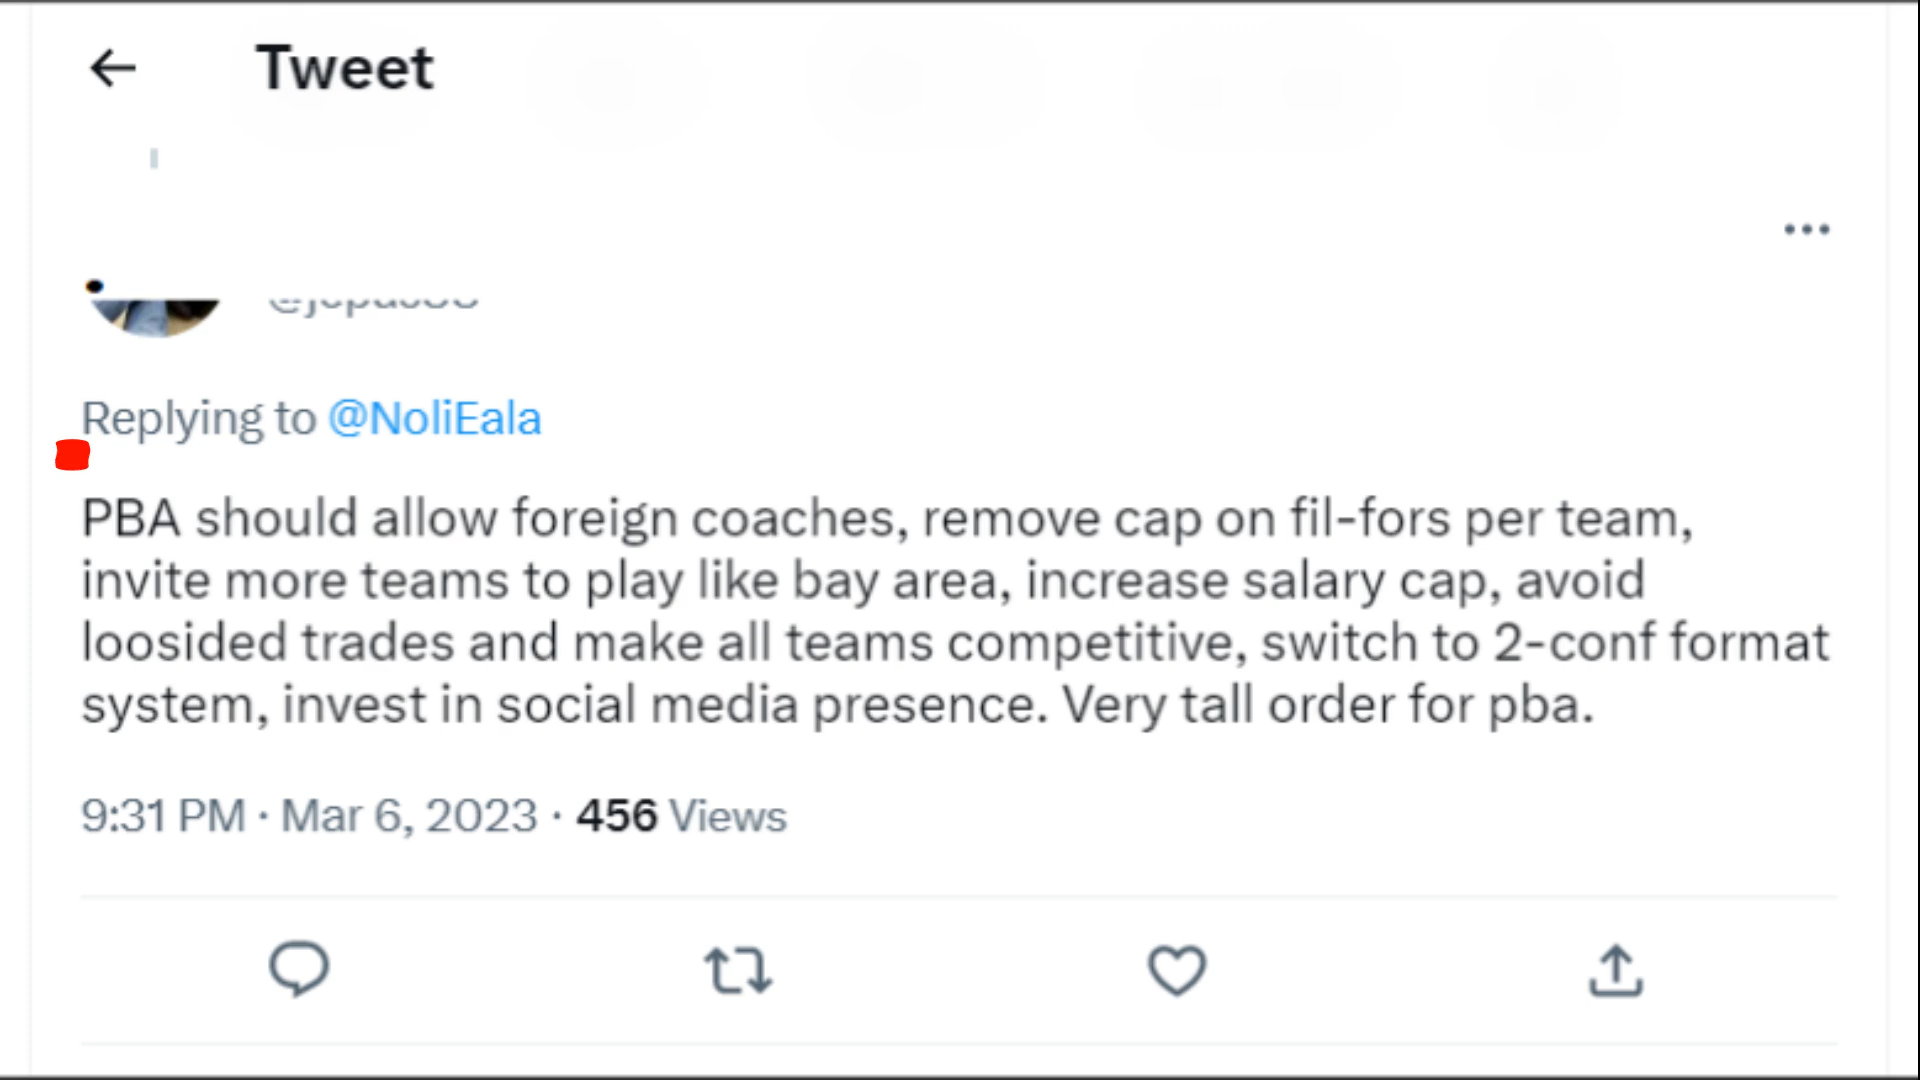 Tweet
Replying to @NoliEala
PBA should allow foreign coaches, remove cap on fil-fors per team,
invite more teams to play like bay area, increase salary cap, avoid
loosided trades and make all teams competitive, switch to 2-conf format
system, invest in social media presence. Very tall order for pba.
9:31 PM · Mar 6, 2023 · 456 Views